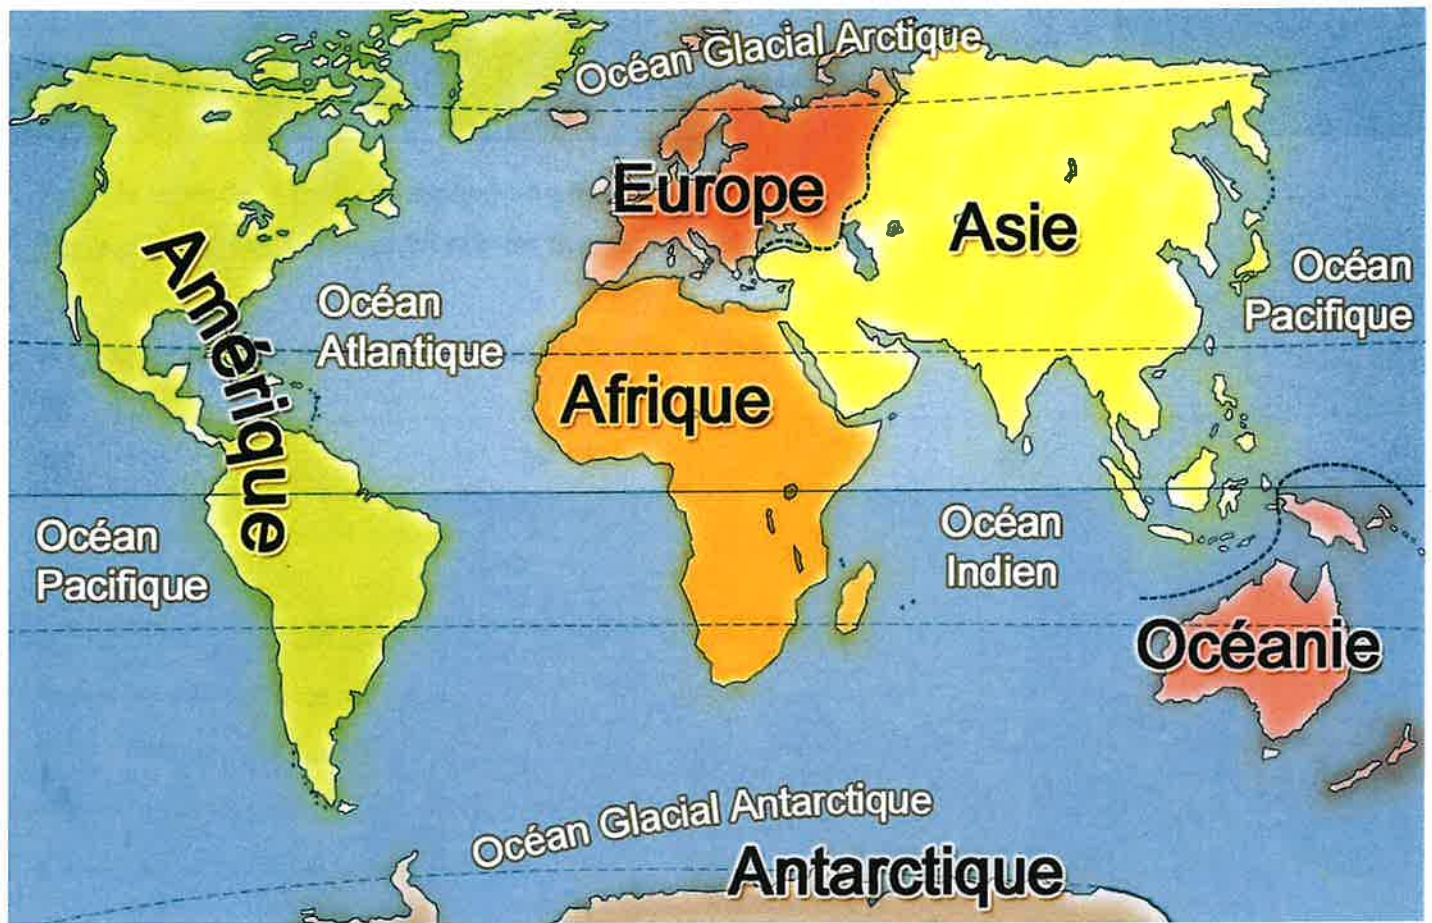 Océan Glacial Arctique
Europe
Asie
Amérique
Océan
Atlantique
Océan
Pacifique
Afrique
Océan
Pacifique
Océan
Indien
Océanie
Océan Glacial Antarctique
Antarctique